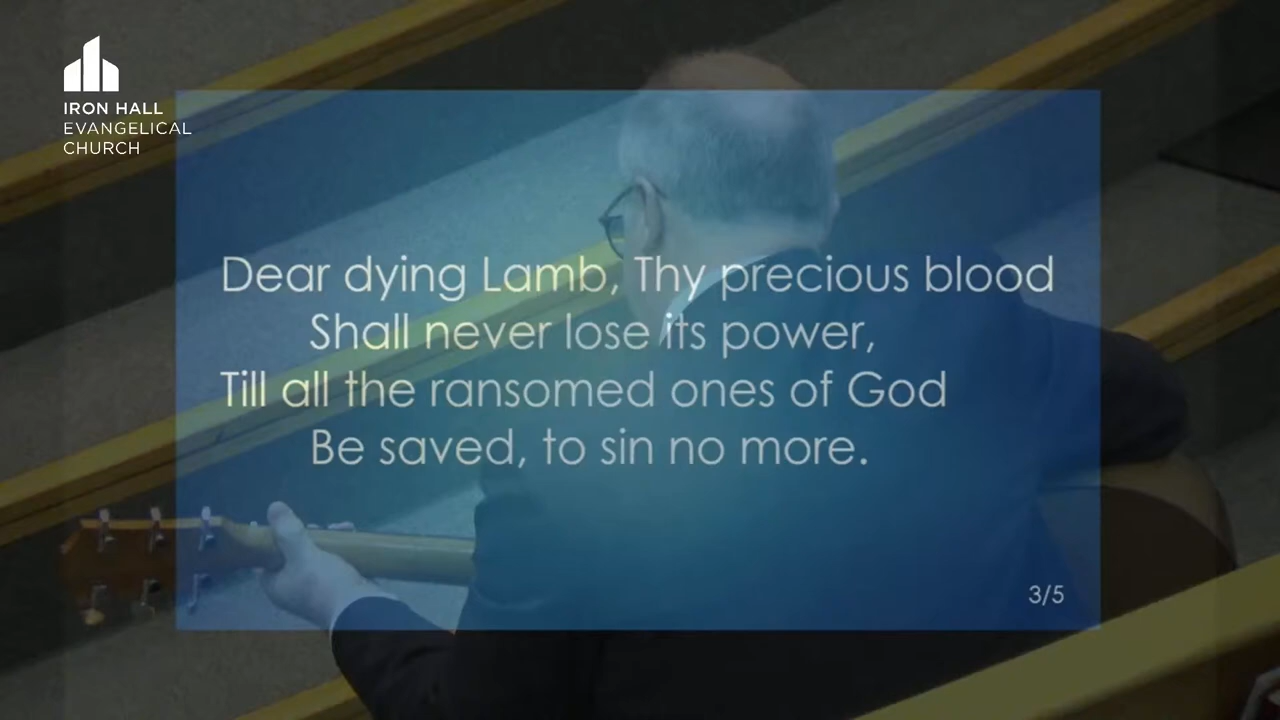 IRON HALL
EVANGELICAL
CHURCH
Dear dying Lamb, Thy precious blood
Shall never lose its power,
Till all the ransomed ones of God
Be saved, to sin no more.
3/5